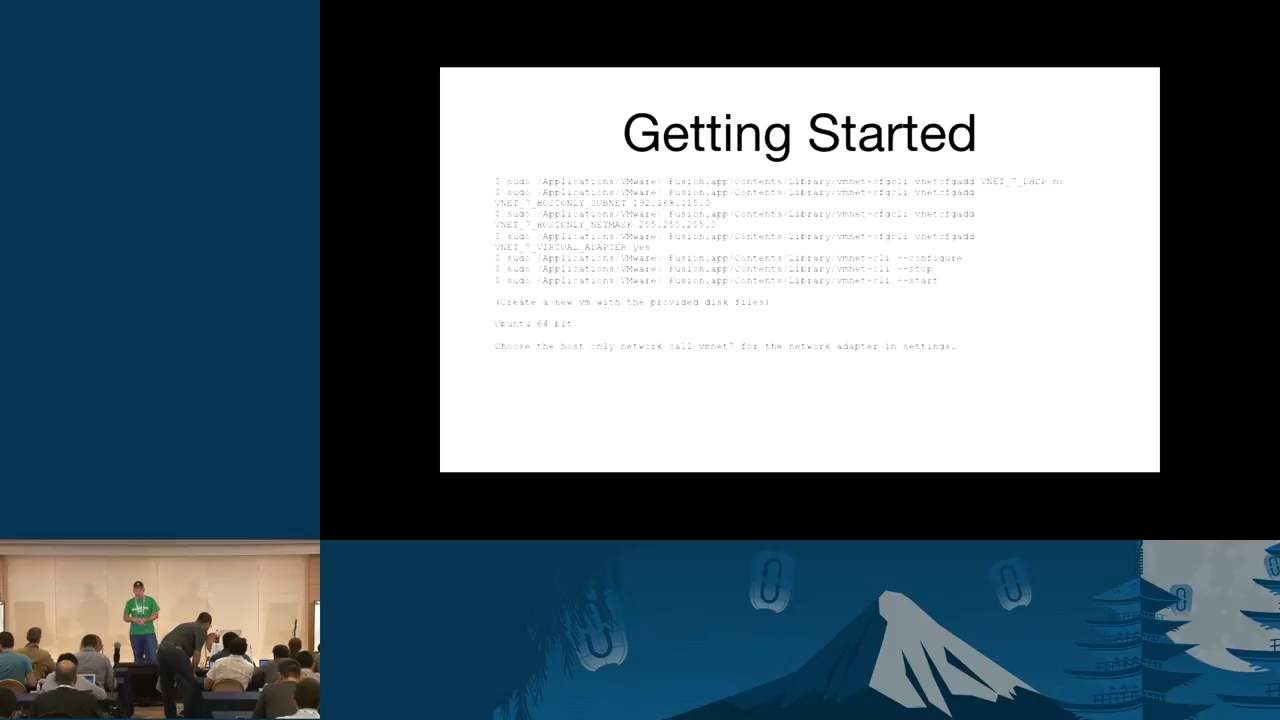 Getting Started
$ sudo /Applications/VMware\ Fusion.app/Contents/Library/vmnet-cfgcli vnetcfgadd VNET_7_DHCP no
$ sudo /Applications/VMware\ Fusion.app/Contents/Library/vmnet-cfgcli vnetcfgadd
VNET_7_HOSTONLY_SUBNET 192.168.115.0
$ sudo /Applications/VMware\ Fusion.app/Contents/Library/vmnet-cfgcli vnetcfgadd
VNET_7_HOSTONLY_NETMASK 255.255.255.0
$ sudo /Applications/VMware\ Fusion.app/Contents/Library/vmnet-cfgcli vnetcfgadd
VNET_7_VIRTUAL_ADAPTER yes
$ sudo /Applications/VMware\ Fusion.app/Contents/Library/vmnet-cli --configure
$ sudo /Applications/VMware\ Fusion.app/Contents/Library/vmnet-cli --stop
$ sudo /Applications/VMware\ Fusion.app/Contents/Library/vmnet-cli --start
(Create a new vm with the provided disk files)
Ubuntu 64 bit
Choose the host only network call vmnet7 for the network adapter in settings.